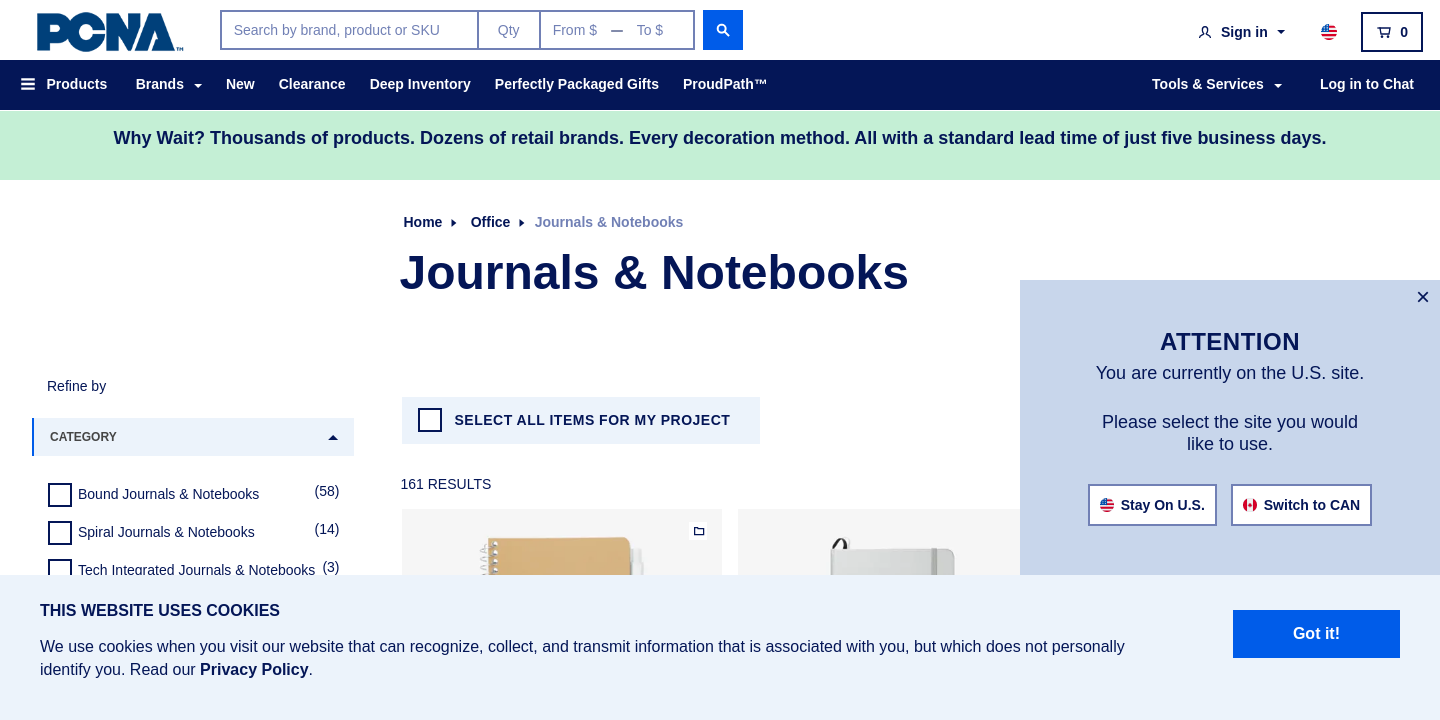 PCNA™
Search by brand, product or SKU
Qty
From $ — To $
Sign in
0
Products
Brands
New
Clearance
Deep Inventory
Perfectly Packaged Gifts
ProudPath™
Tools & Services
Log in to Chat
Why Wait? Thousands of products. Dozens of retail brands. Every decoration method. All with a standard lead time of just five business days.
Home
Office
Journals & Notebooks
Journals & Notebooks
Refine by
CATEGORY
Bound Journals & Notebooks (58)
Spiral Journals & Notebooks (14)
Tech Integrated Journals & Notebooks (3)
SELECT ALL ITEMS FOR MY PROJECT
161 RESULTS
×
ATTENTION
You are currently on the U.S. site.
Please select the site you would
like to use.
Stay On U.S.
Switch to CAN
THIS WEBSITE USES COOKIES
We use cookies when you visit our website that can recognize, collect, and transmit information that is associated with you, but which does not personally
identify you. Read our Privacy Policy.
Got it!